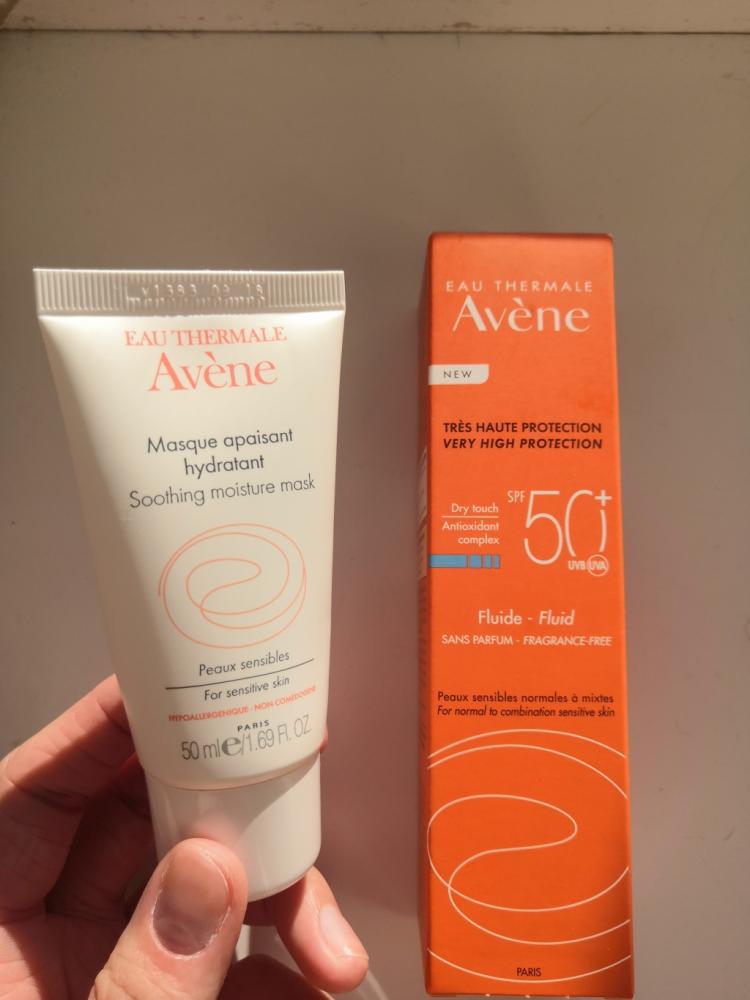 EAU THERMALE
Avène
Masque apaisant
hydratant
Soothing moisture mask
Peaux sensibles
For sensitive skin
HYPOALLERGENIQUE - NON COMEDOGENE
PARIS
50 ml e/1.69 Fl. OZ.
EAU THERMALE
Avène
NEW
TRÈS HAUTE PROTECTION
VERY HIGH PROTECTION
Dry touch
Antioxidant
complex
SPF 50+
UVB UVA
Fluide - Fluid
SANS PARFUM - FRAGRANCE-FREE
Peaux sensibles normales à mixtes
For normal to combination sensitive skin
PARIS